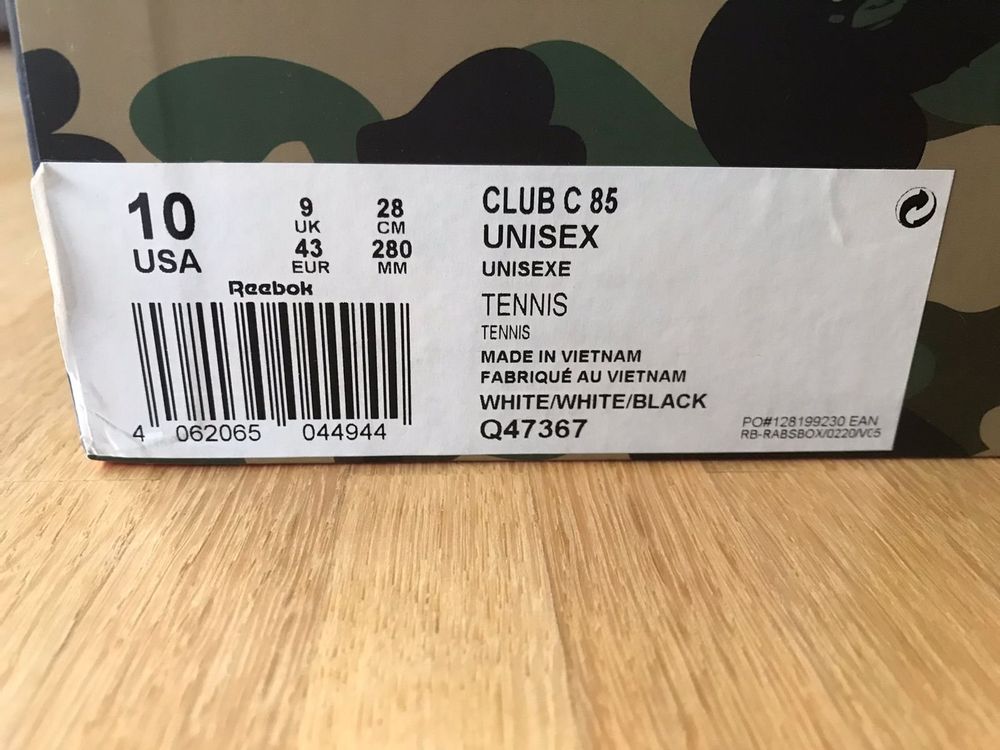 10
USA
9
UK
43
EUR
28
CM
280
MM
Reebok
4 062065 044944
CLUB C 85
UNISEX
UNISEXE
TENNIS
TENNIS
MADE IN VIETNAM
FABRIQUÉ AU VIETNAM
WHITE/WHITE/BLACK
Q47367
PO#128199230 EAN
RB-RABSBOX/0220/V05